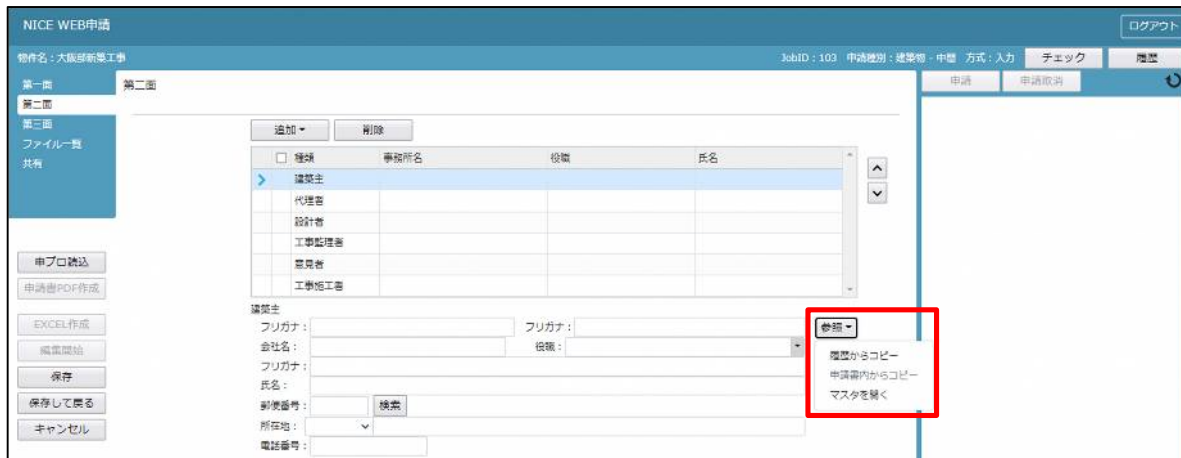 NICE WEB申請
ログアウト
物件名：大阪邸新築工事
JobID：103 申請種別：建築物 - 中間 方式：入力
チェック
履歴
第一面
第二面
第三面
ファイル一覧
共有
第二面
申請
申請取消
追加
削除
種類 事務所名 役職 氏名
建築主
代理者
設計者
工事監理者
意見者
工事施工者
申プロ読込
申請書PDF作成
EXCEL作成
編集開始
保存
保存して戻る
キャンセル
建築主
フリガナ： フリガナ：
会社名： 役職：
フリガナ：
氏名：
郵便番号： 検索
所在地：
電話番号：
参照
履歴からコピー
申請書内からコピー
マスタを開く